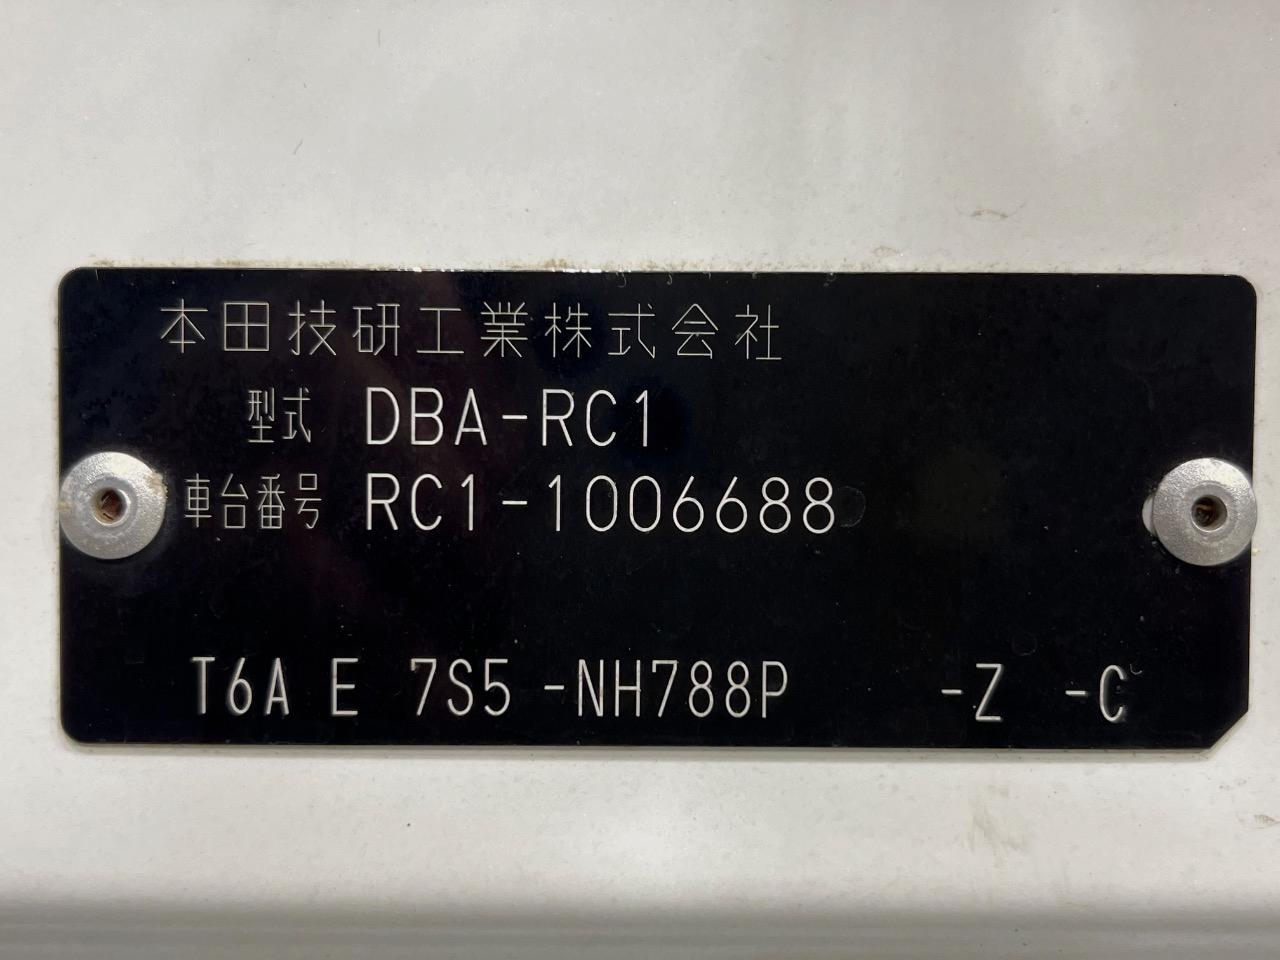 本田技研工業株式会社
型式 DBA-RC1
車台番号 RC1-1006688
T6A E 7S5 -NH788P -Z -C